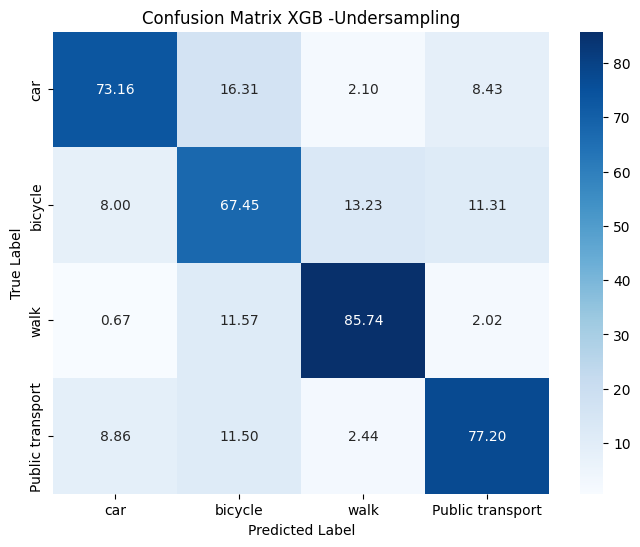 Confusion Matrix XGB -Undersampling
True Label
car
73.16 16.31 2.10 8.43
bicycle
8.00 67.45 13.23 11.31
walk
0.67 11.57 85.74 2.02
Public transport
8.86 11.50 2.44 77.20
car bicycle walk Public transport
Predicted Label
80
70
60
50
40
30
20
10